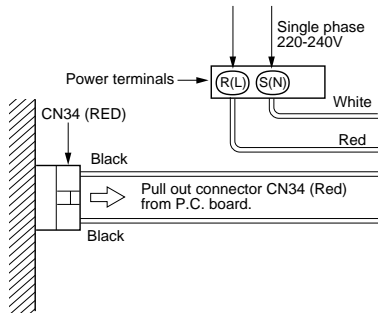 Single phase
220-240V
Power terminals
R(L)
S(N)
White
CN34 (RED)
Red
Black
Pull out connector CN34 (Red)
from P.C. board.
Black